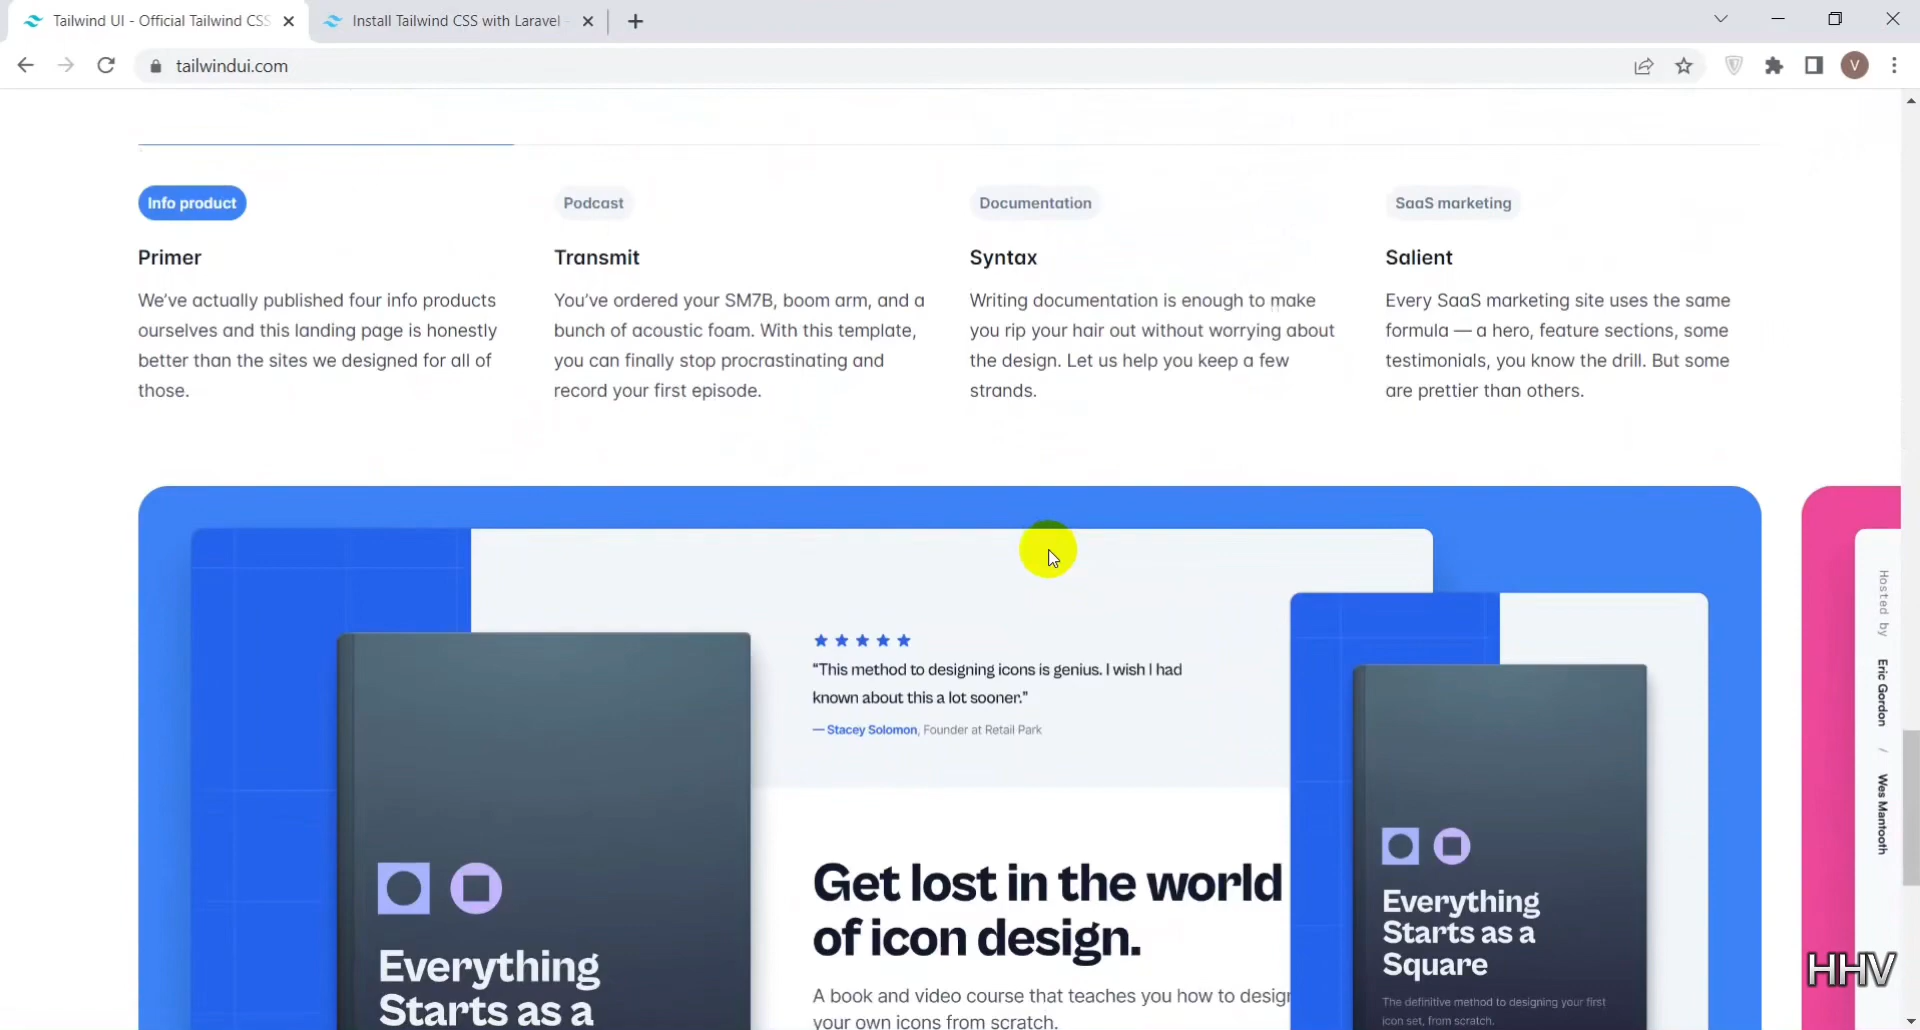 Tailwind UI - Official Tailwind CSS
Install Tailwind CSS with Laravel -
tailwindui.com
V
Info product
Primer
We've actually published four info products
ourselves and this landing page is honestly
better than the sites we designed for all of
those.
Podcast
Transmit
You've ordered your SM7B, boom arm, and a
bunch of acoustic foam. With this template,
you can finally stop procrastinating and
record your first episode.
Documentation
Syntax
Writing documentation is enough to make
you rip your hair out without worrying about
the design. Let us help you keep a few
strands.
SaaS marketing
Salient
Every SaaS marketing site uses the same
formula — a hero, feature sections, some
testimonials, you know the drill. But some
are prettier than others.
“This method to designing icons is genius. I wish I had
known about this a lot sooner.”
— Stacey Solomon, Founder at Retail Park
Everything
Starts as a
Get lost in the world
of icon design.
A book and video course that teaches you how to design
your own icons from scratch.
Everything
Starts as a
Square
The definitive method to designing your first
icon set, from scratch.
Hosted by Eric Gordon / Wes Mantooth
HHV